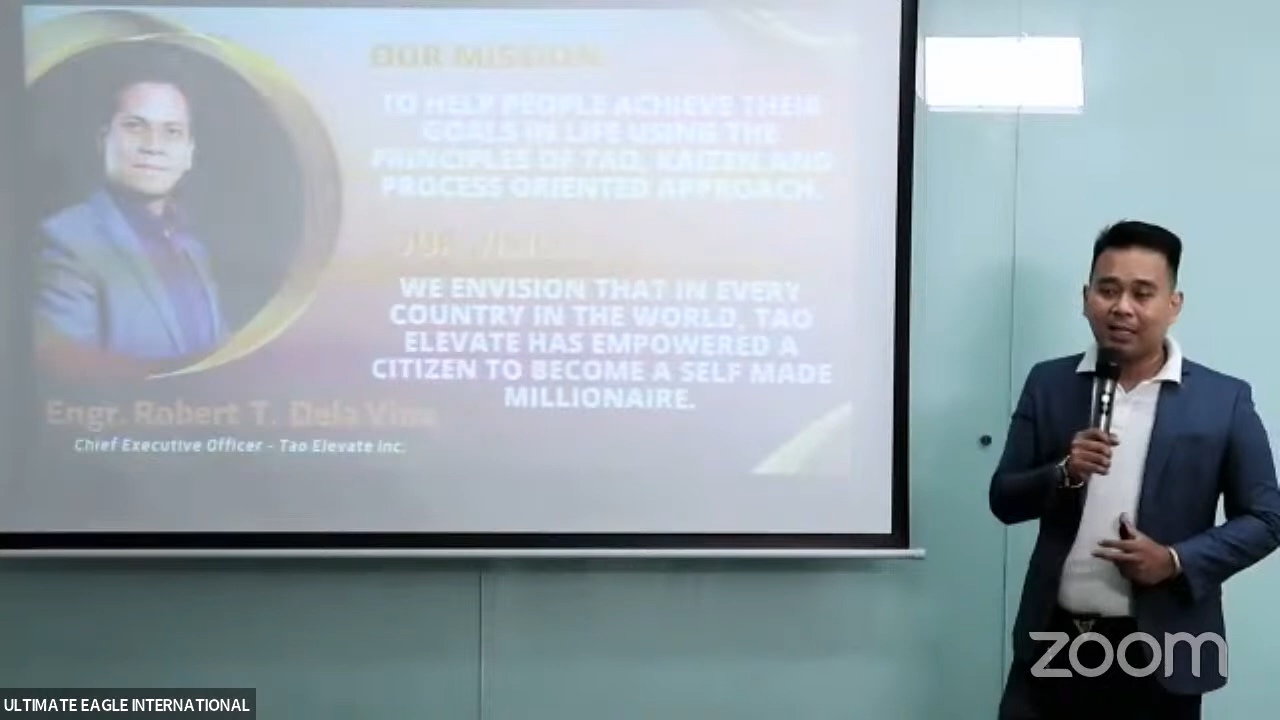 OUR MISSION:
TO HELP PEOPLE ACHIEVE THEIR
GOALS IN LIFE USING THE
PRINCIPLES OF TAO, KAIZEN AND
PROCESS ORIENTED APPROACH.
WE ENVISION THAT IN EVERY
COUNTRY IN THE WORLD, TAO
ELEVATE HAS EMPOWERED A
CITIZEN TO BECOME A SELF MADE
MILLIONAIRE.
Engr. Robert T. Dela Vina
Chief Executive Officer - Tao Elevate Inc.
zoom
ULTIMATE EAGLE INTERNATIONAL